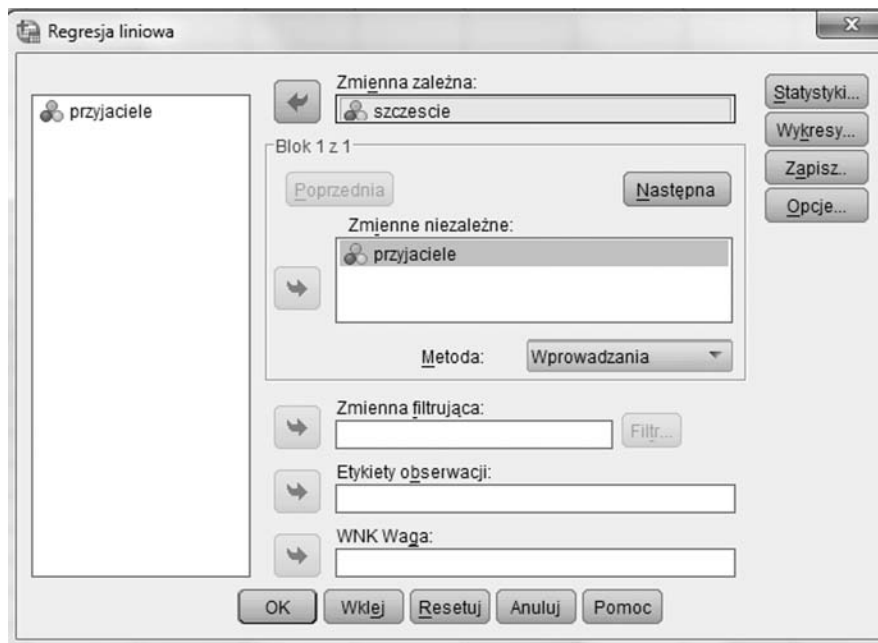 Regresja liniowa
przyjaciele
Zmienna zależna:
szczescie
Blok 1 z 1
Poprzednia
Następna
Zmienne niezależne:
przyjaciele
Metoda:
Wprowadzania
Zmienna filtrująca:
Filtr...
Etykiety obserwacji:
WNK Waga:
Statystyki...
Wykresy...
Zapisz..
Opcje...
OK
Wklej
Resetuj
Anuluj
Pomoc